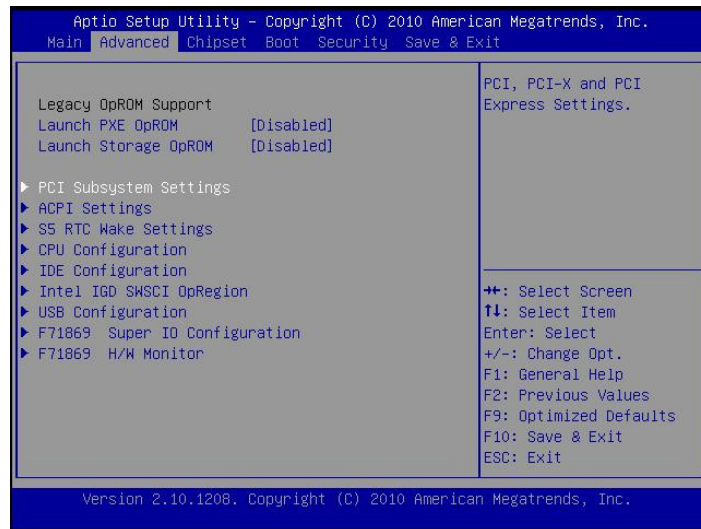 Aptio Setup Utility – Copyright (C) 2010 American Megatrends, Inc.
Main Advanced Chipset Boot Security Save & Exit
Legacy OpROM Support
Launch PXE OpROM [Disabled]
Launch Storage OpROM [Disabled]
▶ PCI Subsystem Settings
▶ ACPI Settings
▶ S5 RTC Wake Settings
▶ CPU Configuration
▶ IDE Configuration
▶ Intel IGD SWSCI OpRegion
▶ USB Configuration
▶ F71869 Super IO Configuration
▶ F71869 H/W Monitor
PCI, PCI-X and PCI
Express Settings.
→←: Select Screen
↑↓: Select Item
Enter: Select
+/-: Change Opt.
F1: General Help
F2: Previous Values
F9: Optimized Defaults
F10: Save & Exit
ESC: Exit
Version 2.10.1208. Copyright (C) 2010 American Megatrends, Inc.